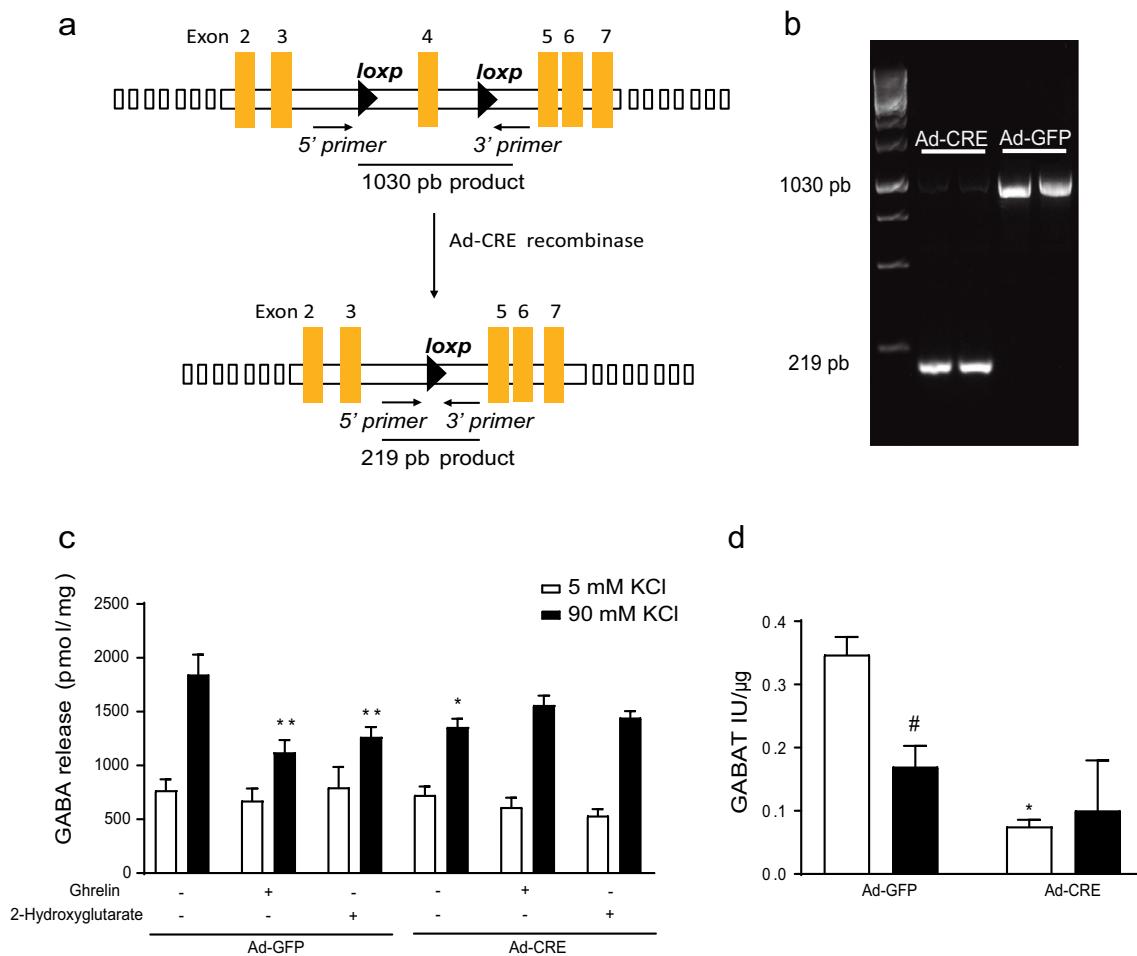 a
Exon 2 3 4 5 6 7
loxp loxp
5' primer 3' primer
1030 pb product
Ad-CRE recombinase
Exon 2 3 5 6 7
loxp
5' primer 3' primer
219 pb product
b
Ad-CRE Ad-GFP
1030 pb
219 pb
c
5 mM KCl
90 mM KCl
GABA release (pmol/mg)
2500
2000
1500
1000
500
0
** ** *
Ghrelin - + - - + -
2-Hydroxyglutarate - - + - - +
Ad-GFP Ad-CRE
d
GABAT IU/µg
0.4
0.3
0.2
0.1
0.0
#
*
Ad-GFP Ad-CRE